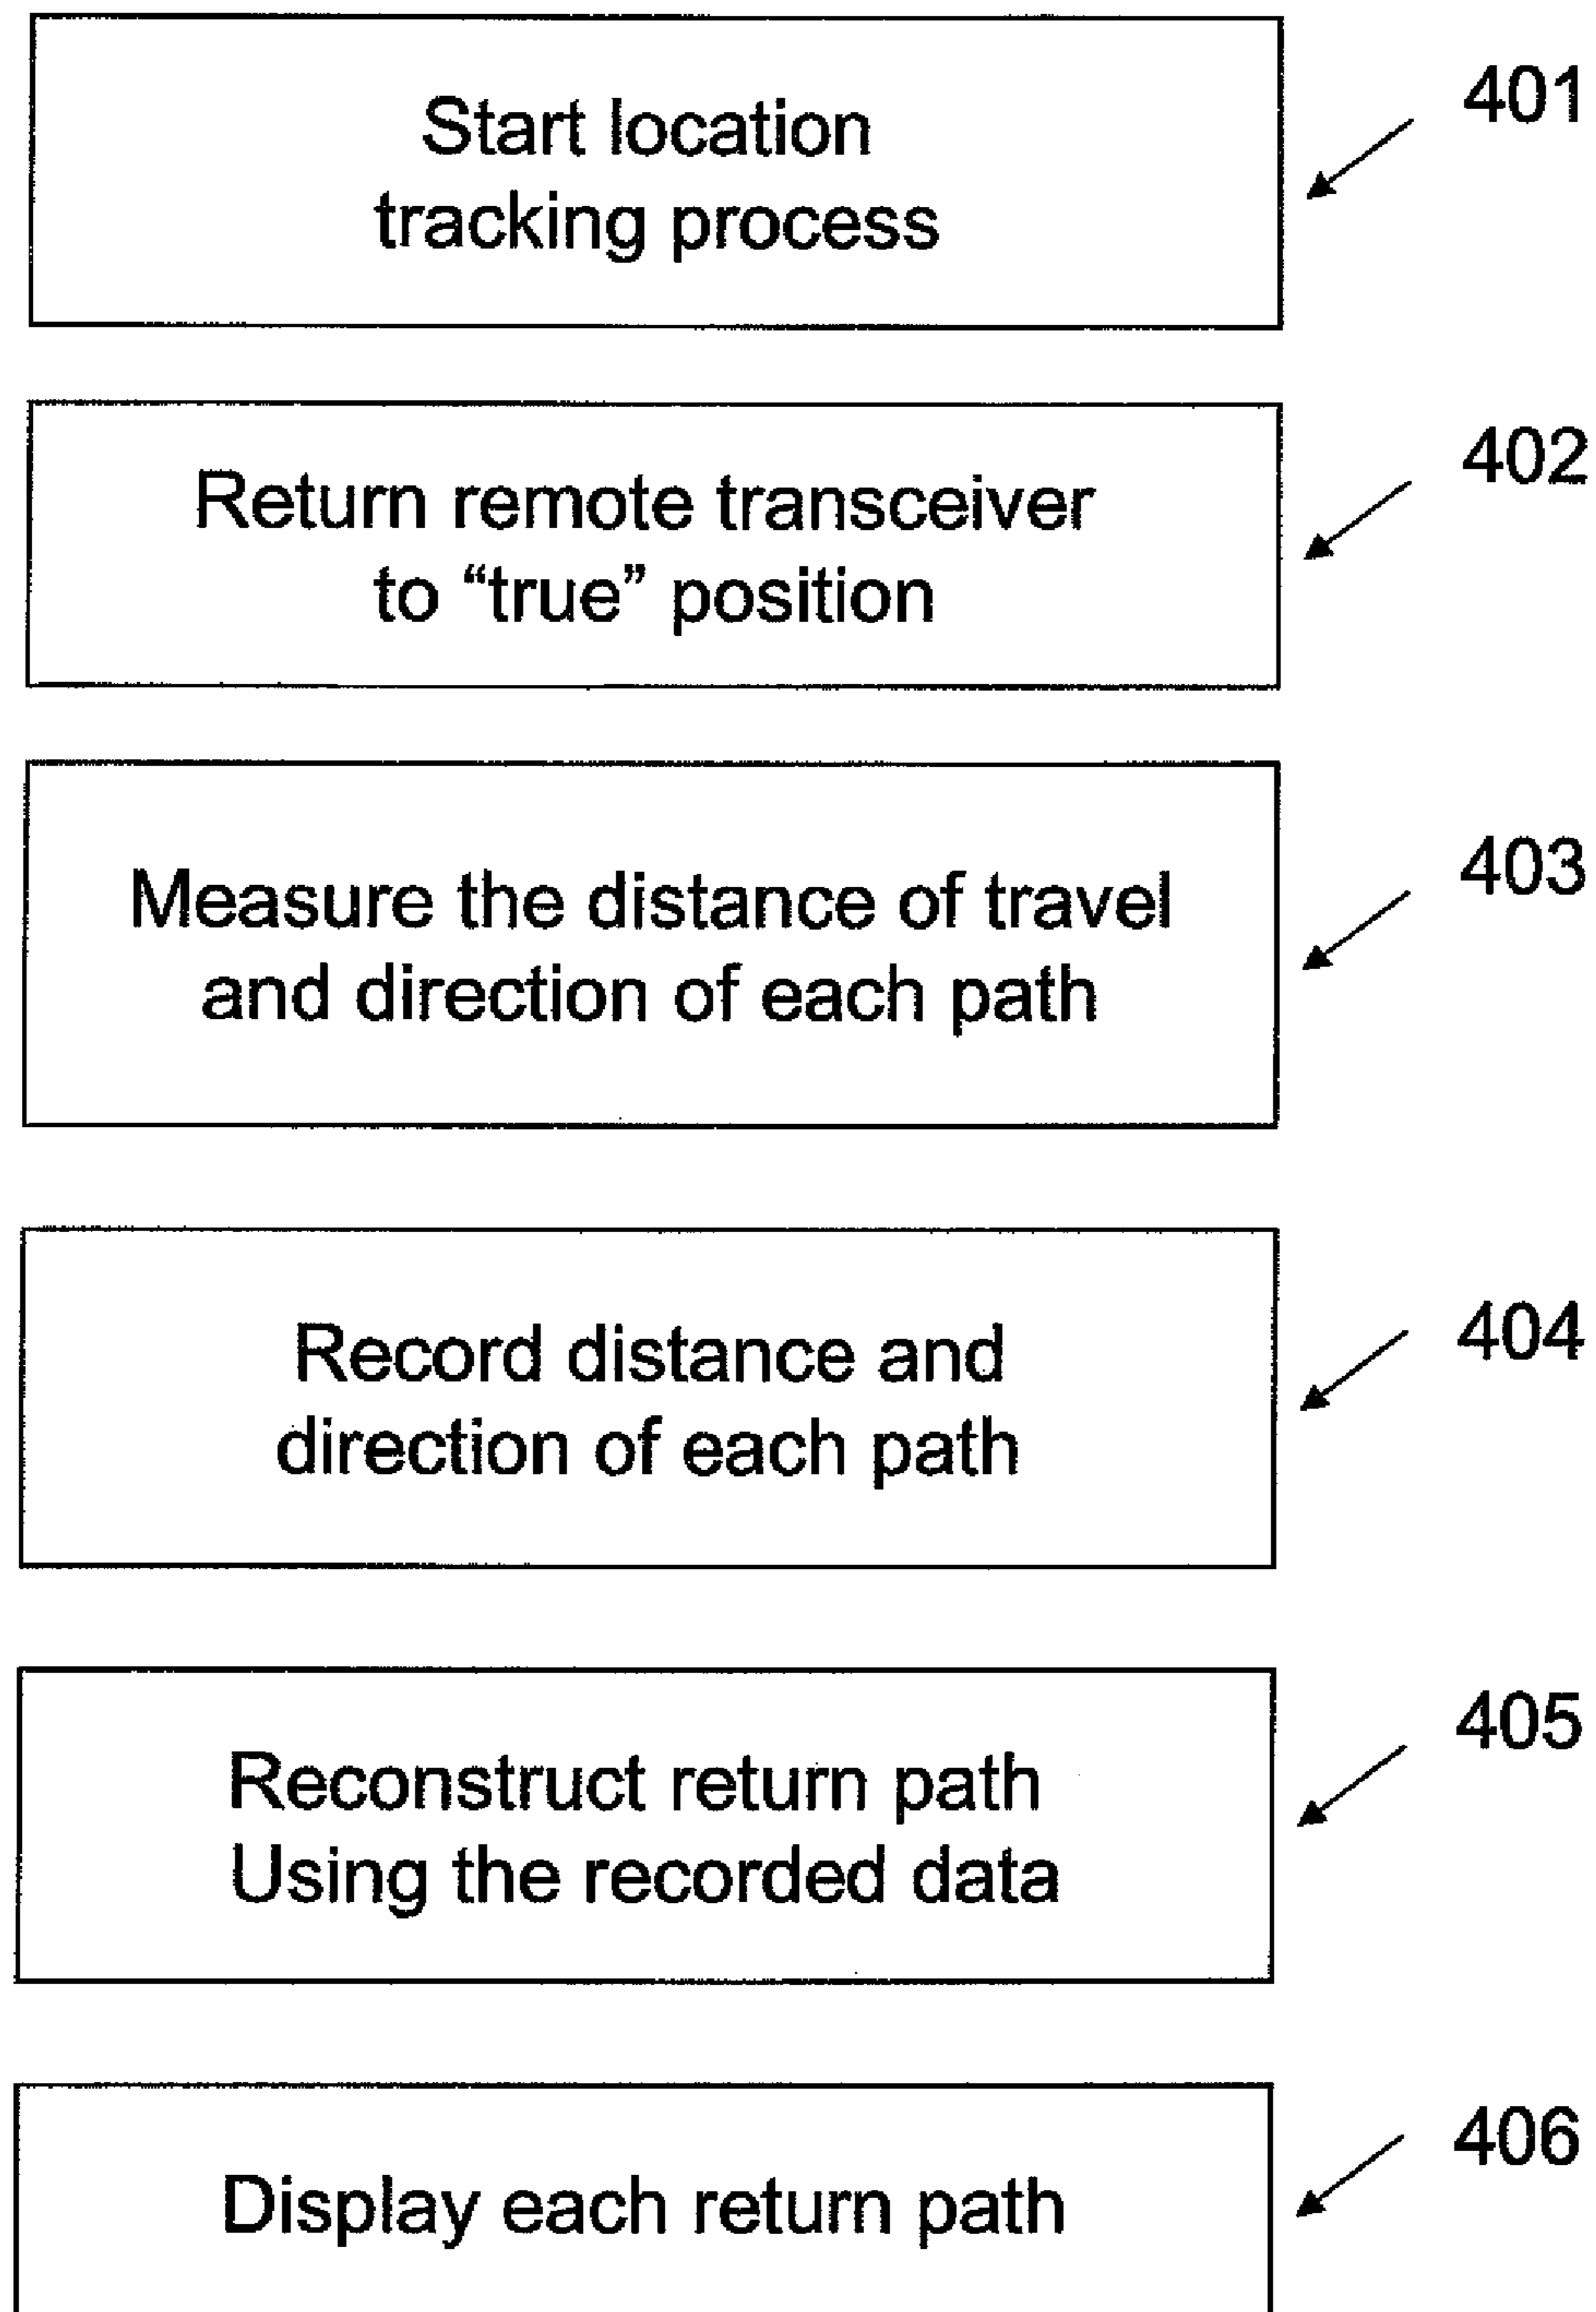 Start location
tracking process
401
Return remote transceiver
to “true” position
402
Measure the distance of travel
and direction of each path
403
Record distance and
direction of each path
404
Reconstruct return path
Using the recorded data
405
Display each return path
406